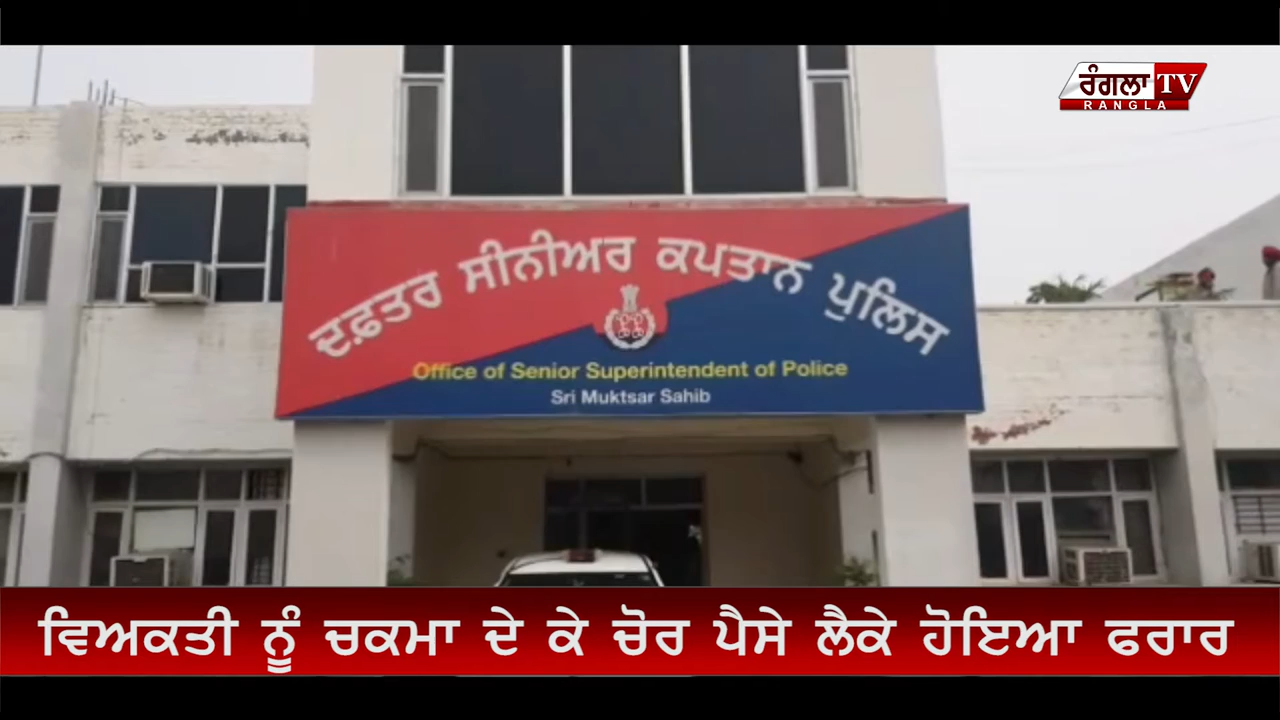 ਰੰਗਲਾ TV
RANGLA
ਦਫ਼ਤਰ ਸੀਨੀਅਰ ਕਪਤਾਨ ਪੁਲਿਸ
Office of Senior Superintendent of Police
Sri Muktsar Sahib
ਵਿਅਕਤੀ ਨੂੰ ਚਕਮਾ ਦੇ ਕੇ ਚੋਰ ਪੈਸੇ ਲੈਕੇ ਹੋਇਆ ਫਰਾਰ